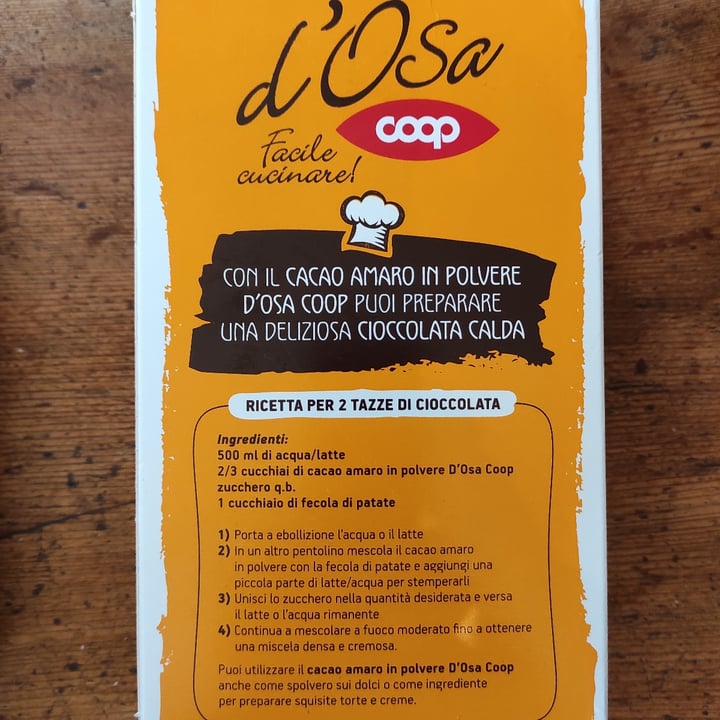 d'Osa
coop
Facile
cucinare!
CON IL CACAO AMARO IN POLVERE
D'OSA COOP PUOI PREPARARE
UNA DELIZIOSA CIOCCOLATA CALDA
RICETTA PER 2 TAZZE DI CIOCCOLATA
Ingredienti:
500 ml di acqua/latte
2/3 cucchiai di cacao amaro in polvere D'Osa Coop
zucchero q.b.
1 cucchiaio di fecola di patate
1) Porta a ebollizione l'acqua o il latte
2) In un altro pentolino mescola il cacao amaro
in polvere con la fecola di patate e aggiungi una
piccola parte di latte/acqua per stemperarli
3) Unisci lo zucchero nella quantità desiderata e versa
il latte o l'acqua rimanente
4) Continua a mescolare a fuoco moderato fino a ottenere
una miscela densa e cremosa.
Puoi utilizzare il cacao amaro in polvere D'Osa Coop
anche come spolvero sui dolci o come ingrediente
per preparare squisite torte e creme.